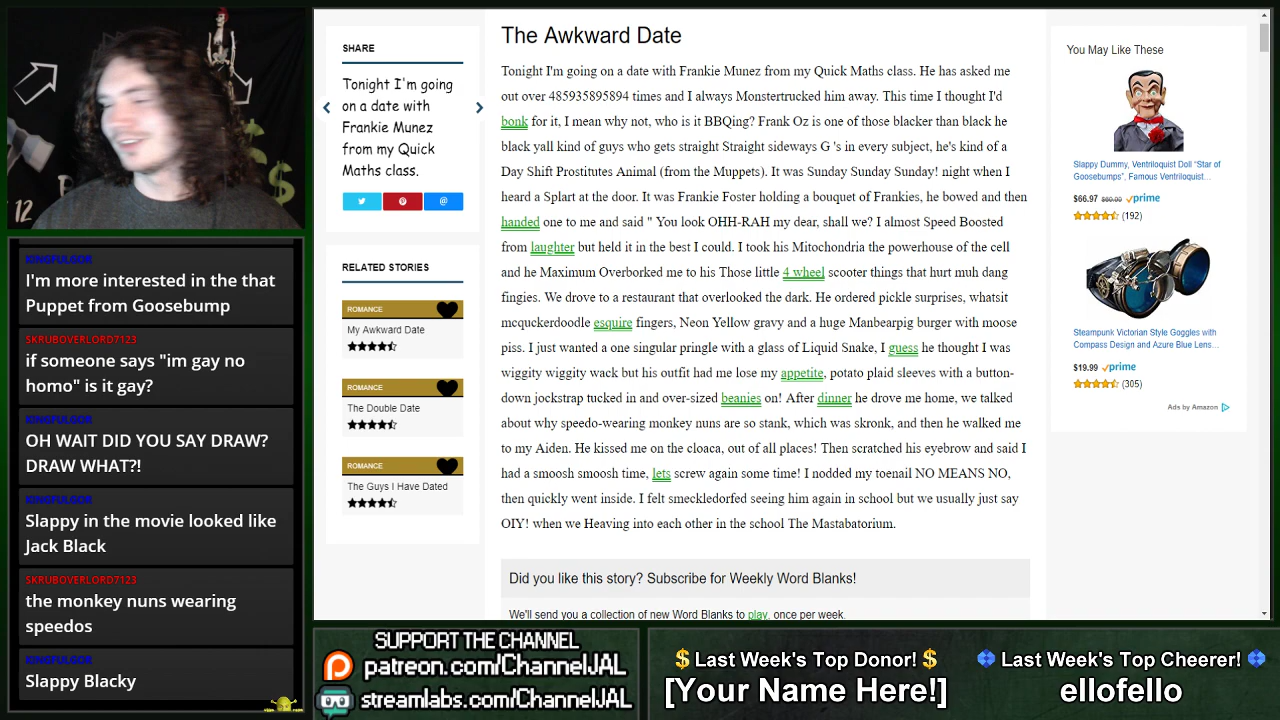 12
KINGFULGOR
I'm more interested in the that
Puppet from Goosebump
SKRUBOVERLORD7123
if someone says "im gay no
homo" is it gay?
KINGFULGOR
OH WAIT DID YOU SAY DRAW?
DRAW WHAT?!
KINGFULGOR
Slappy in the movie looked like
Jack Black
SKRUBOVERLORD7123
the monkey nuns wearing
speedos
KINGFULGOR
Slappy Blacky
SHARE
Tonight I'm going
on a date with
Frankie Munez
from my Quick
Maths class.
RELATED STORIES
ROMANCE
My Awkward Date
ROMANCE
The Double Date
ROMANCE
The Guys I Have Dated
The Awkward Date
Tonight I'm going on a date with Frankie Munez from my Quick Maths class. He has asked me
out over 485935895894 times and I always Monstertrucked him away. This time I thought I'd
bonk for it, I mean why not, who is it BBQing? Frank Oz is one of those blacker than black he
black yall kind of guys who gets straight Straight sideways G 's in every subject, he's kind of a
Day Shift Prostitutes Animal (from the Muppets). It was Sunday Sunday Sunday! night when I
heard a Splart at the door. It was Frankie Foster holding a bouquet of Frankies, he bowed and then
handed one to me and said " You look OHH-RAH my dear, shall we? I almost Speed Boosted
from laughter but held it in the best I could. I took his Mitochondria the powerhouse of the cell
and he Maximum Overborked me to his Those little 4 wheel scooter things that hurt muh dang
fingies. We drove to a restaurant that overlooked the dark. He ordered pickle surprises, whatsit
mcquckerdoodle esquire fingers, Neon Yellow gravy and a huge Manbearpig burger with moose
piss. I just wanted a one singular pringle with a glass of Liquid Snake, I guess he thought I was
wiggity wiggity wack but his outfit had me lose my appetite, potato plaid sleeves with a button-
down jockstrap tucked in and over-sized beanies on! After dinner he drove me home, we talked
about why speedo-wearing monkey nuns are so stank, which was skronk, and then he walked me
to my Aiden. He kissed me on the cloaca, out of all places! Then scratched his eyebrow and said I
had a smoosh smoosh time, lets screw again some time! I nodded my toenail NO MEANS NO,
then quickly went inside. I felt smeckledorfed seeing him again in school but we usually just say
OIY! when we Heaving into each other in the school The Mastabatorium.
Did you like this story? Subscribe for Weekly Word Blanks!
We'll send you a collection of new Word Blanks to play, once per week.
You May Like These
Slappy Dummy, Ventriloquist Doll "Star of
Goosebumps", Famous Ventriloquist...
$66.97 $60.00 prime
(192)
Steampunk Victorian Style Goggles with
Compass Design and Azure Blue Lens...
$19.99 prime
(305)
Ads by Amazon
SUPPORT THE CHANNEL
patreon.com/ChannelJAL
streamlabs.com/ChannelJAL
$ Last Week's Top Donor! $
[Your Name Here!]
Last Week's Top Cheerer!
ellofello